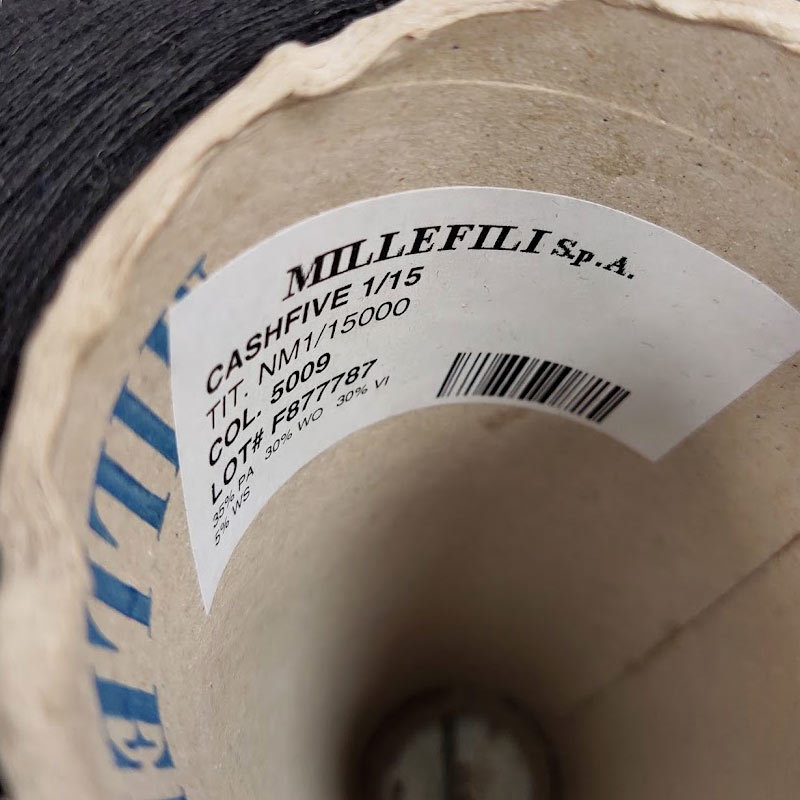 MILLEFILI S.p.A.
CASHFIVE 1/15
TIT. NM1/15000
COL. 5009
LOT# F877787
35% PA 30% WO 30% VI
5% WS
MILLEFI